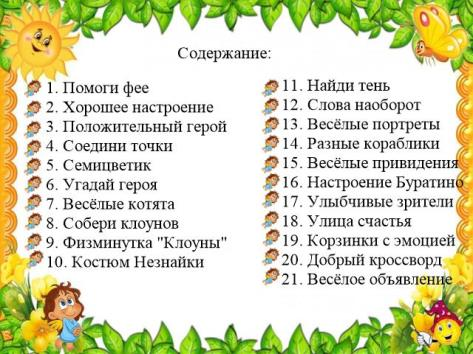 Содержание:
1. Помоги фее
2. Хорошее настроение
3. Положительный герой
4. Соедини точки
5. Семицветик
6. Угадай героя
7. Весёлые котята
8. Собери клоунов
9. Физминутка "Клоуны"
10. Костюм Незнайки
11. Найди тень
12. Слова наоборот
13. Весёлые портреты
14. Разные кораблики
15. Весёлые привидения
16. Настроение Буратино
17. Улыбчивые зрители
18. Улица счастья
19. Корзинки с эмоцией
20. Добрый кроссворд
21. Весёлое объявление